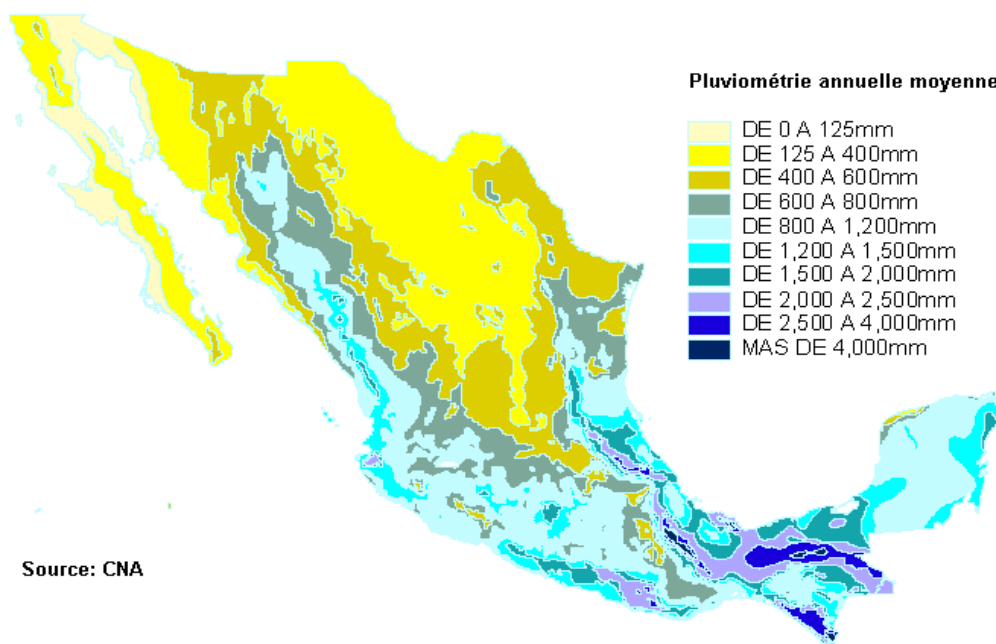 Pluviométrie annuelle moyenne
DE 0 A 125mm
DE 125 A 400mm
DE 400 A 600mm
DE 600 A 800mm
DE 800 A 1,200mm
DE 1,200 A 1,500mm
DE 1,500 A 2,000mm
DE 2,000 A 2,500mm
DE 2,500 A 4,000mm
MAS DE 4,000mm
Source: CNA